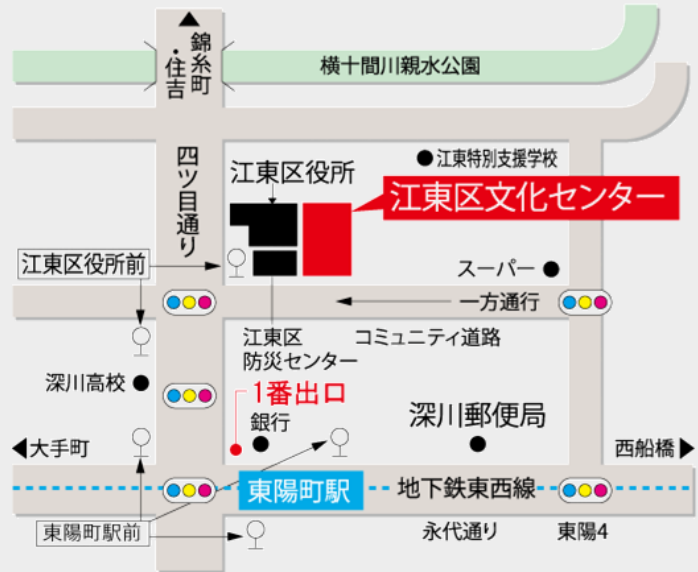 錦糸町
・住吉
横十間川親水公園
四ツ目通り
江東特別支援学校
江東区役所
江東区文化センター
江東区役所前
スーパー
一方通行
江東区
防災センター
コミュニティ道路
深川高校
1番出口
銀行
深川郵便局
大手町
西船橋
東陽町駅
地下鉄東西線
東陽町駅前
永代通り
東陽4